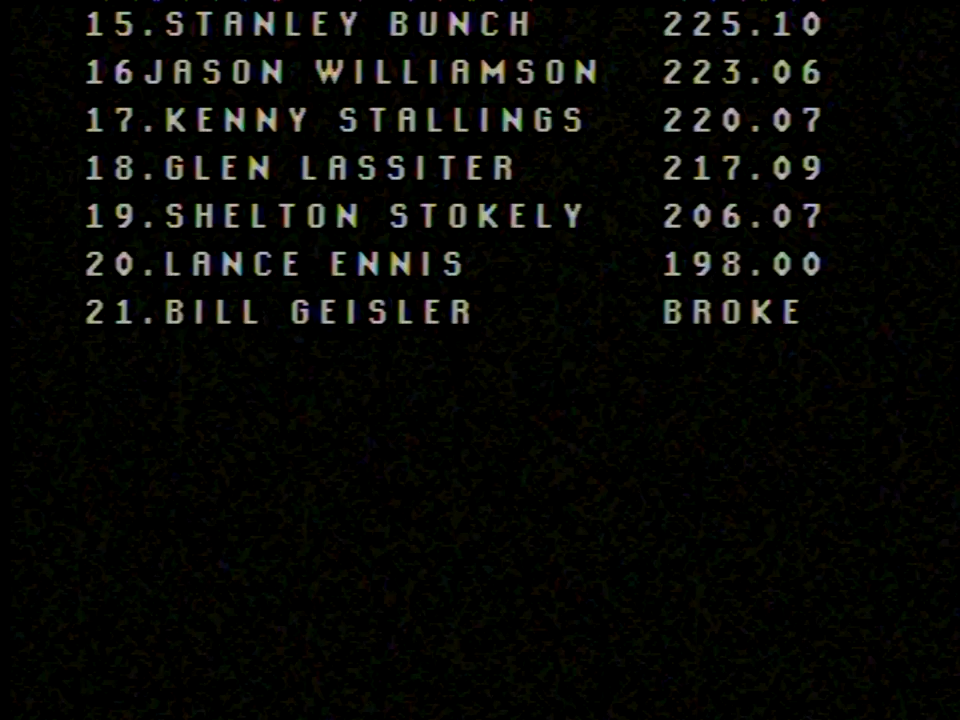 15.STANLEY BUNCH 225.10
16JASON WILLIAMSON 223.06
17.KENNY STALLINGS 220.07
18.GLEN LASSITER 217.09
19.SHELTON STOKELY 206.07
20.LANCE ENNIS 198.00
21.BILL GEISLER BROKE